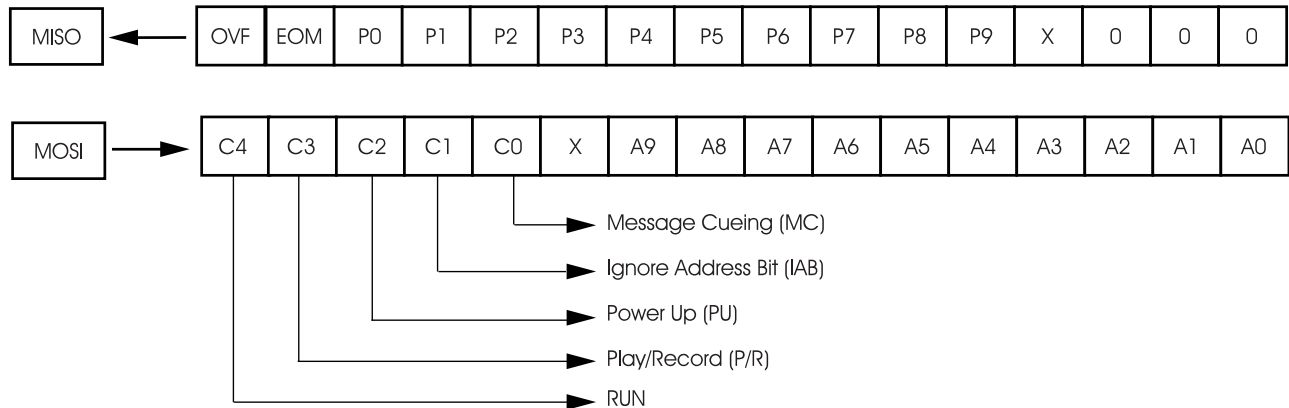 MISO OVF EOM P0 P1 P2 P3 P4 P5 P6 P7 P8 P9 X 0 0 0
MOSI C4 C3 C2 C1 C0 X A9 A8 A7 A6 A5 A4 A3 A2 A1 A0
Message Cueing (MC)
Ignore Address Bit (IAB)
Power Up (PU)
Play/Record (P/R)
RUN